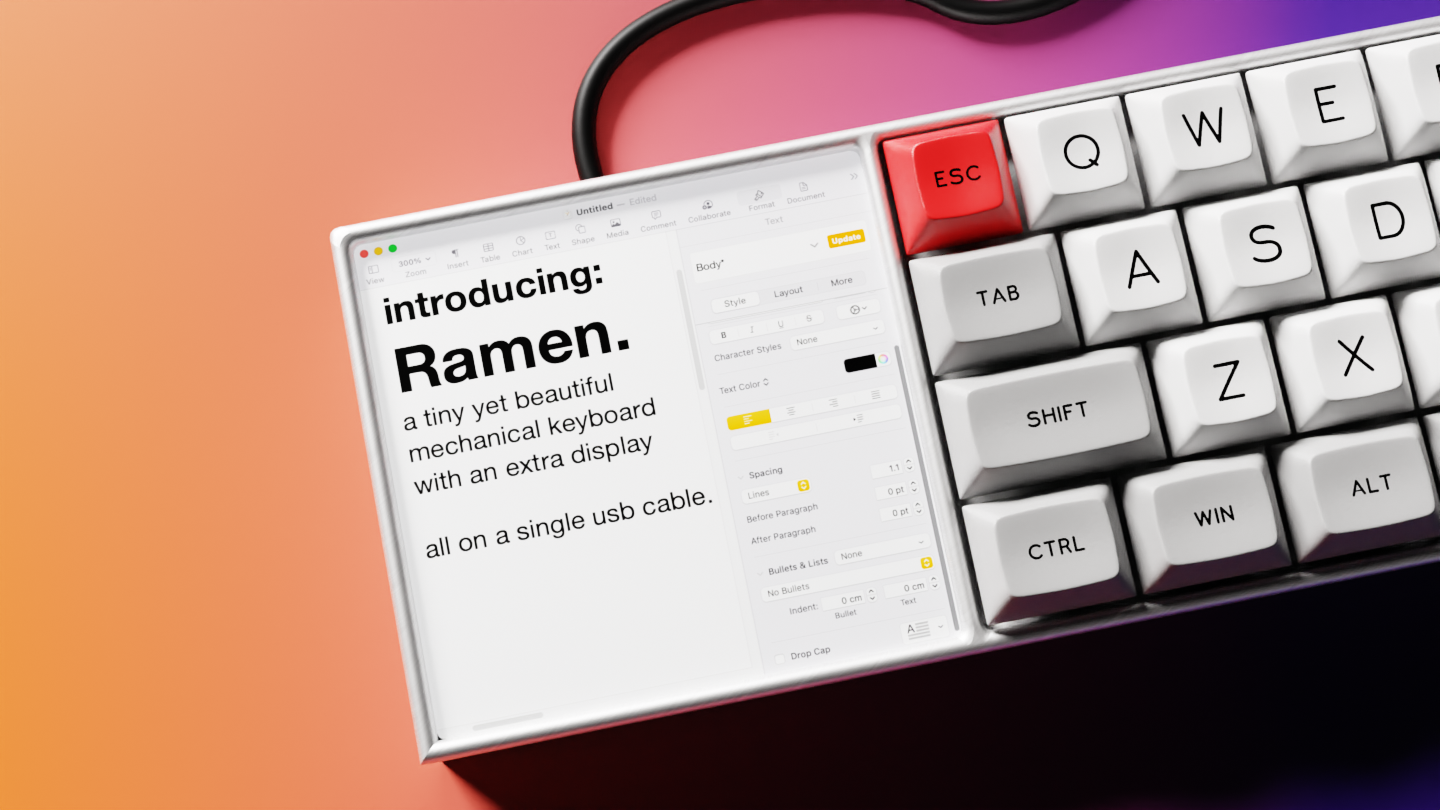 Untitled — Edited
View
300%
Zoom
Insert
Table
Chart
Text
Shape
Media
Comment
Collaborate
Format
Document
introducing:
Ramen.
a tiny yet beautiful
mechanical keyboard
with an extra display
all on a single usb cable.
Text
Body*
Update
Style Layout More
B I U S
Character Styles None
Text Color
Spacing
Lines 1.1
Before Paragraph 0 pt
After Paragraph 0 pt
Bullets & Lists None
No Bullets
Indent: 0 cm 0 cm
Bullet Text
Drop Cap
A
ESC Q W E
TAB A S D
SHIFT Z X
CTRL WIN ALT